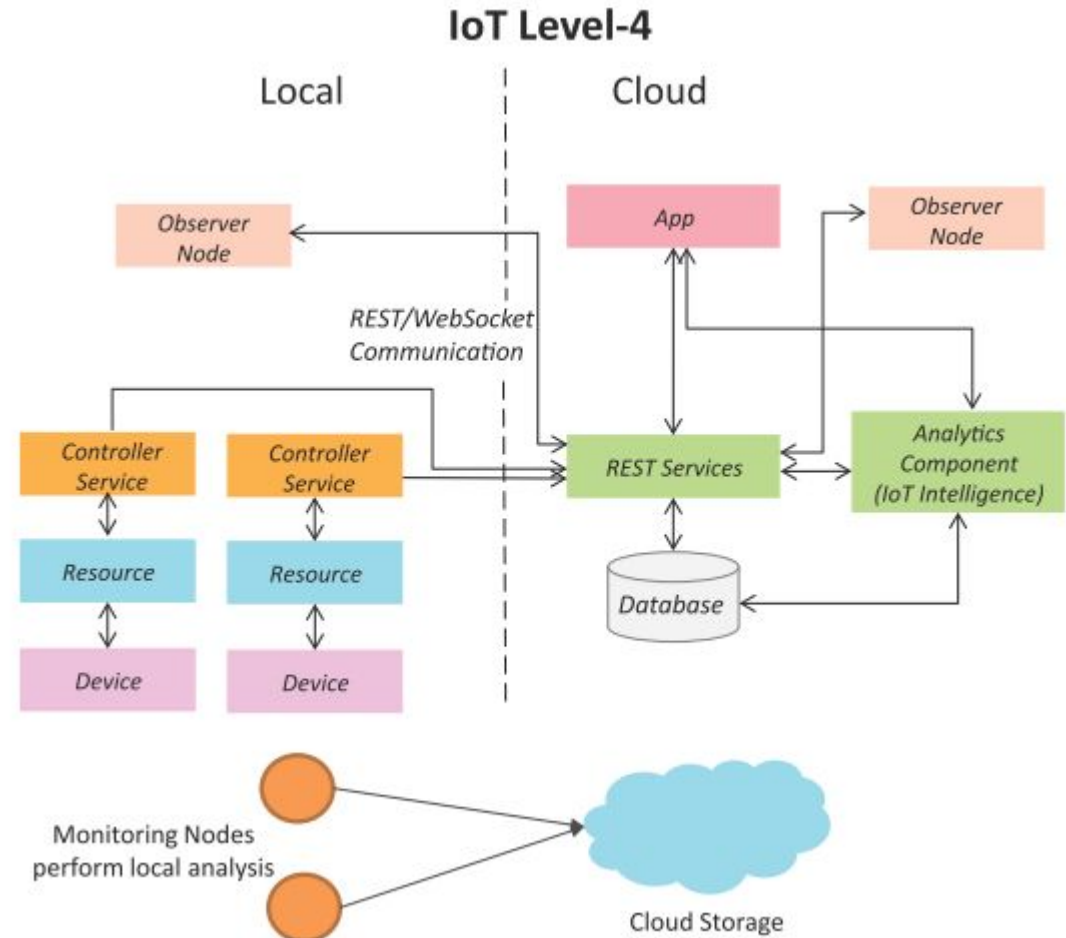 IoT Level-4
Local
Cloud
Observer
Node
App
Observer
Node
REST/WebSocket
Communication
Controller
Service
Controller
Service
REST Services
Analytics
Component
(IoT Intelligence)
Resource
Resource
Database
Device
Device
Monitoring Nodes
perform local analysis
Cloud Storage